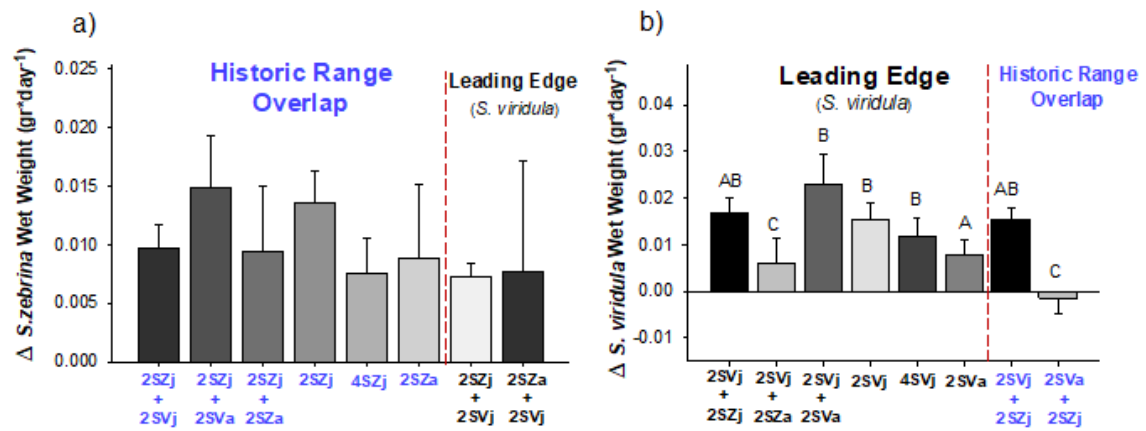 a)
Δ S.zebrina Wet Weight (gr*day-1)
0.025
0.020
0.015
0.010
0.005
0.000
Historic Range
Overlap
Leading Edge
(S. viridula)
2SZj + 2SVj
2SZj + 2SVa
2SZj + 2SZa
2SZj
4SZj
2SZa
2SZj + 2SVj
2SZa + 2SVj
b)
Δ S. viridula Wet Weight (gr*day-1)
0.04
0.03
0.02
0.01
0.00
-0.01
Leading Edge
(S. viridula)
Historic Range
Overlap
AB
C
B
B
B
A
AB
C
2SVj + 2SZj
2SVj + 2SZa
2SVj + 2SVa
2SVj
4SVj
2SVa
2SVj + 2SZj
2SVa + 2SZj